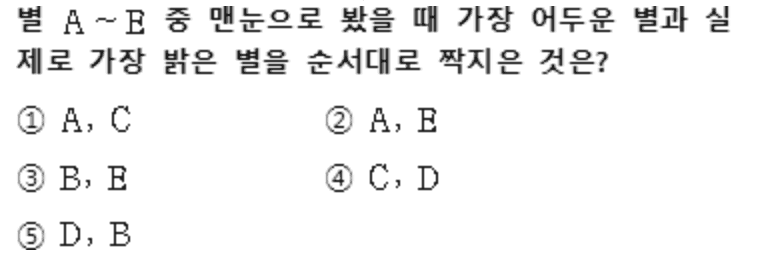 별 A ~ E 중 맨눈으로 봤을 때 가장 어두운 별과 실
제로 가장 밝은 별을 순서대로 짝지은 것은?
① A, C ② A, E
③ B, E ④ C, D
⑤ D, B